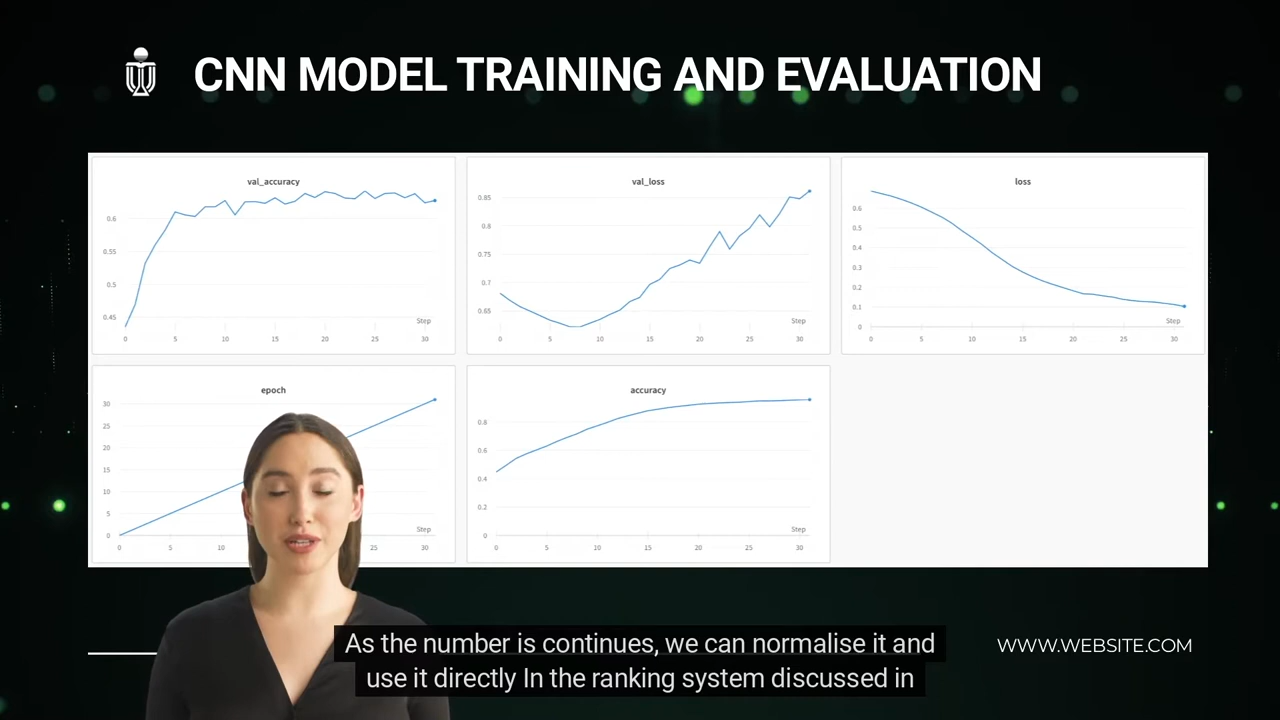 CNN MODEL TRAINING AND EVALUATION
val_accuracy
0.6
0.55
0.5
0.45
Step
0 5 10 15 20 25 30
val_loss
0.85
0.8
0.75
0.7
0.65
Step
0 5 10 15 20 25 30
loss
0.6
0.5
0.4
0.3
0.2
0.1
0
Step
0 5 10 15 20 25 30
epoch
30
25
20
15
10
5
0
Step
0 5 10 25 30
accuracy
0.8
0.6
0.4
0.2
0
Step
0 5 10 15 20 25 30
As the number is continues, we can normalise it and
use it directly In the ranking system discussed in
WWW.WEBSITE.COM